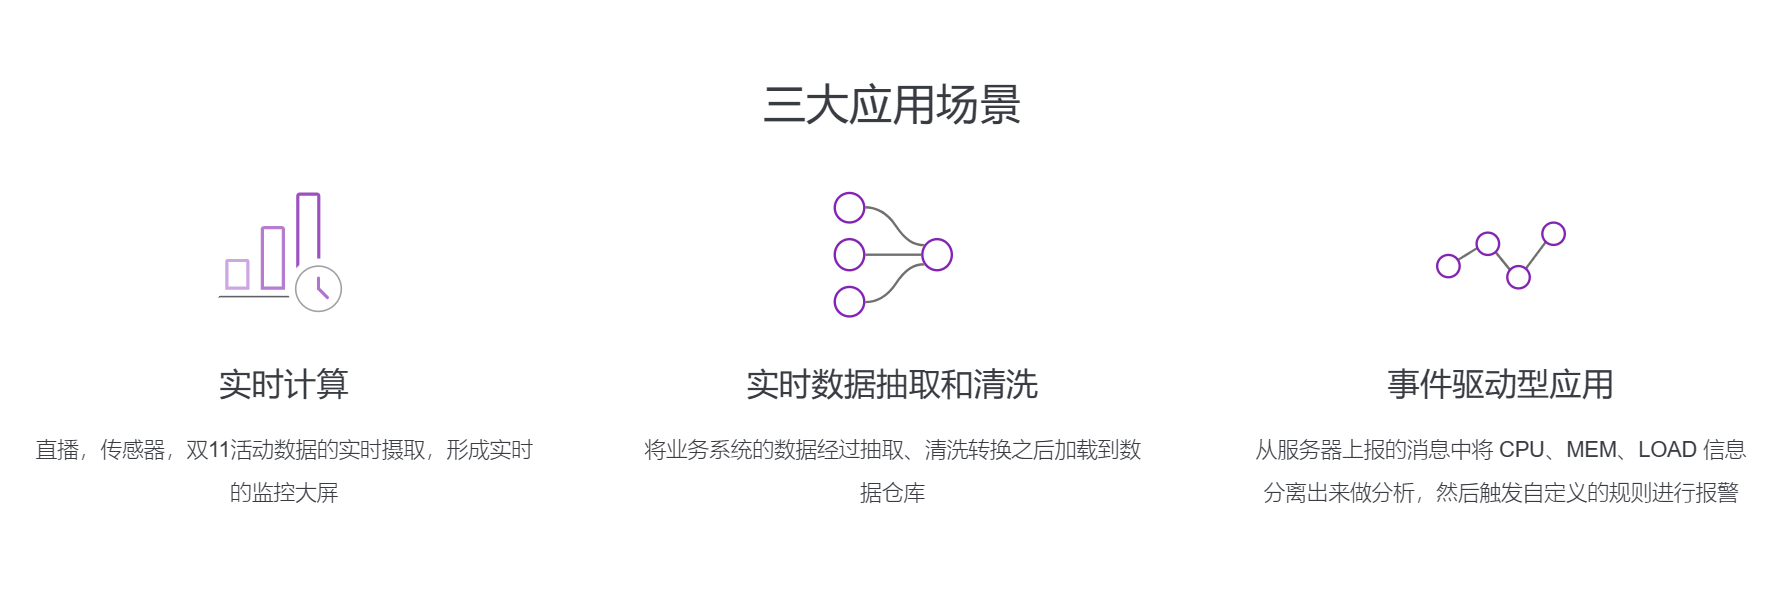 三大应用场景
实时计算
直播，传感器，双11活动数据的实时摄取，形成实时
的监控大屏
实时数据抽取和清洗
将业务系统的数据经过抽取、清洗转换之后加载到数
据仓库
事件驱动型应用
从服务器上报的消息中将 CPU、MEM、LOAD 信息
分离出来做分析，然后触发自定义的规则进行报警